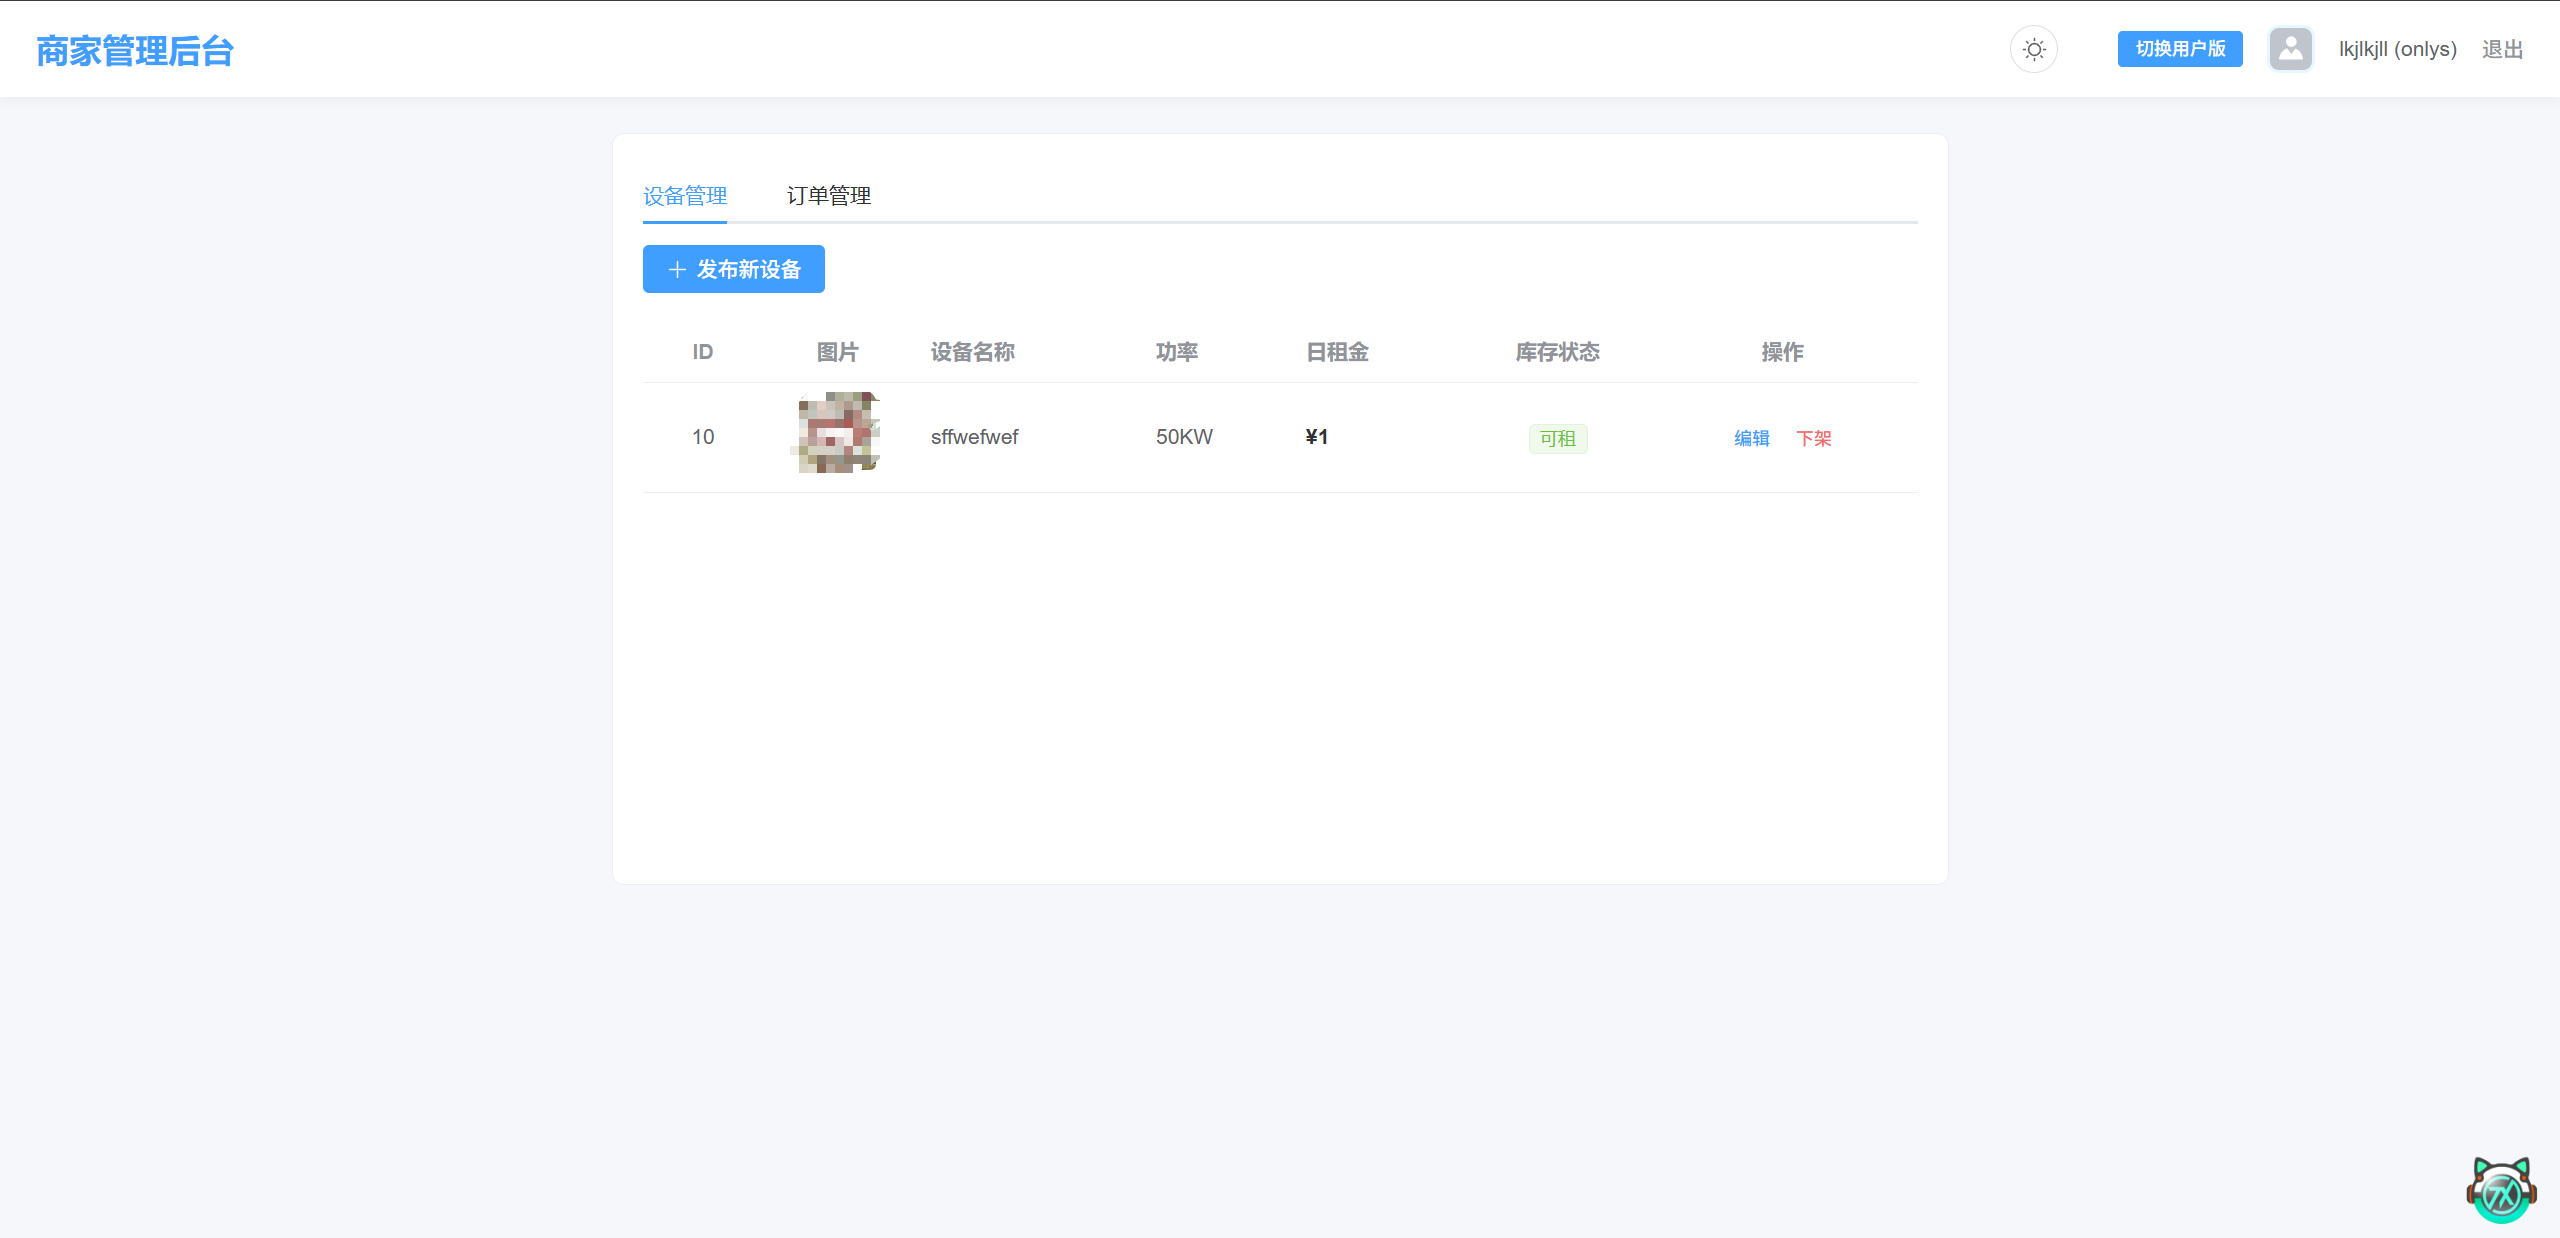 商家管理后台
切换用户版
lkjlkjll (onlys)
退出
设备管理 订单管理
发布新设备
ID 图片 设备名称 功率 日租金 库存状态 操作
10 sffwefwef 50KW ¥1 可租 编辑 下架